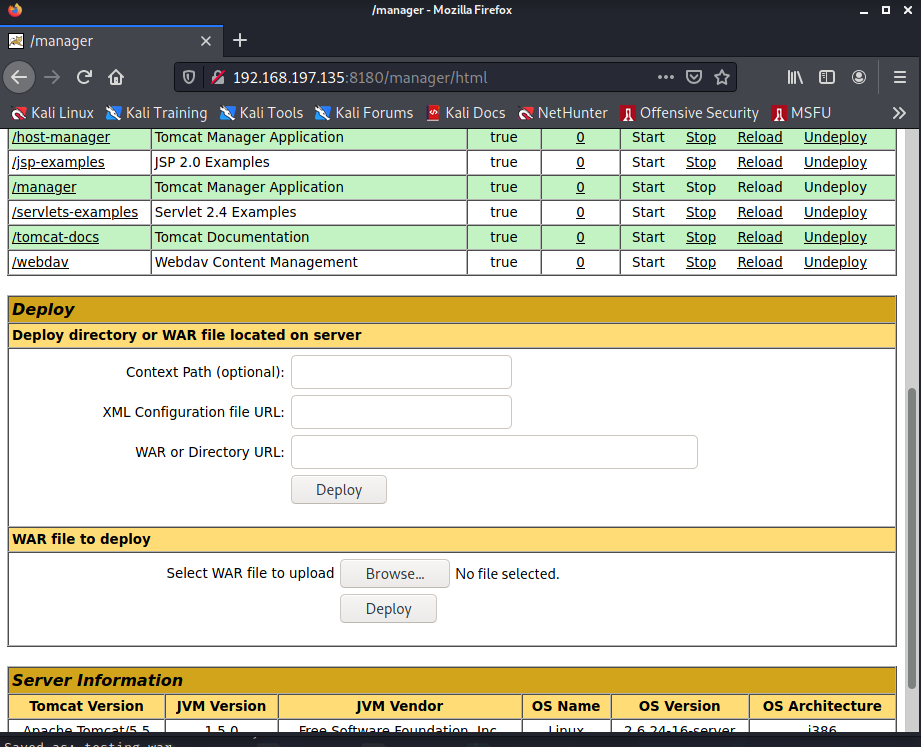 /manager - Mozilla Firefox
/manager
192.168.197.135:8180/manager/html
Kali Linux Kali Training Kali Tools Kali Forums Kali Docs NetHunter Offensive Security MSFU
/host-manager Tomcat Manager Application true 0 Start Stop Reload Undeploy
/jsp-examples JSP 2.0 Examples true 0 Start Stop Reload Undeploy
/manager Tomcat Manager Application true 0 Start Stop Reload Undeploy
/servlets-examples Servlet 2.4 Examples true 0 Start Stop Reload Undeploy
/tomcat-docs Tomcat Documentation true 0 Start Stop Reload Undeploy
/webdav Webdav Content Management true 0 Start Stop Reload Undeploy
Deploy
Deploy directory or WAR file located on server
Context Path (optional):
XML Configuration file URL:
WAR or Directory URL:
Deploy
WAR file to deploy
Select WAR file to upload Browse... No file selected.
Deploy
Server Information
Tomcat Version JVM Version JVM Vendor OS Name OS Version OS Architecture
Apache Tomcat/5.5 1.5.0 Free Software Foundation, Inc. Linux 2.6.24-16-server i386
Saved as: testing.war